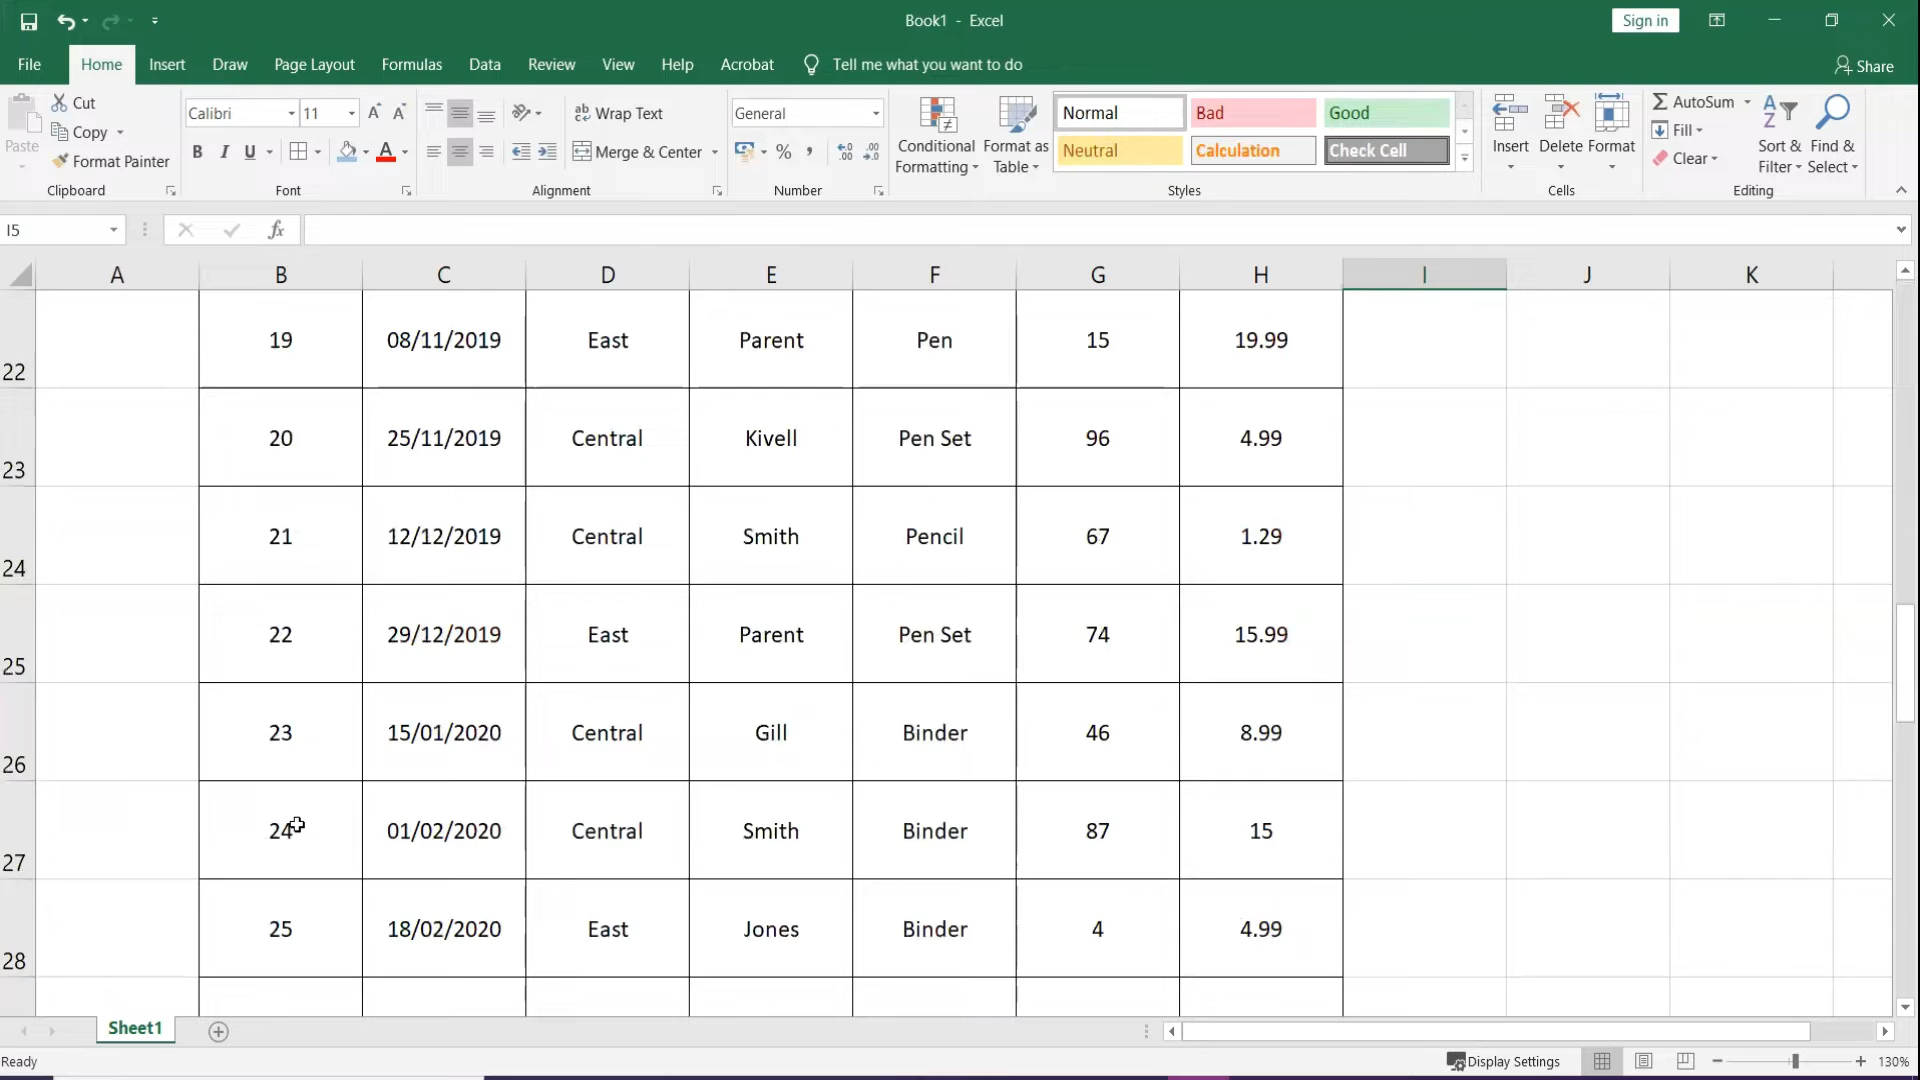 Book1 - Excel
Sign in
File Home Insert Draw Page Layout Formulas Data Review View Help Acrobat Tell me what you want to do
Share
Paste
Cut
Copy
Format Painter
Clipboard
Calibri 11
B I U
Font
Wrap Text
Merge & Center
Alignment
General
Number
Conditional Formatting
Format as Table
Normal Bad Good
Neutral Calculation Check Cell
Styles
Insert Delete Format
Cells
AutoSum
Fill
Clear
Sort & Filter
Find & Select
Editing
I5
fx
A B C D E F G H I J K
22 19 08/11/2019 East Parent Pen 15 19.99
23 20 25/11/2019 Central Kivell Pen Set 96 4.99
24 21 12/12/2019 Central Smith Pencil 67 1.29
25 22 29/12/2019 East Parent Pen Set 74 15.99
26 23 15/01/2020 Central Gill Binder 46 8.99
27 24 01/02/2020 Central Smith Binder 87 15
28 25 18/02/2020 East Jones Binder 4 4.99
Sheet1
Ready
Display Settings
130%